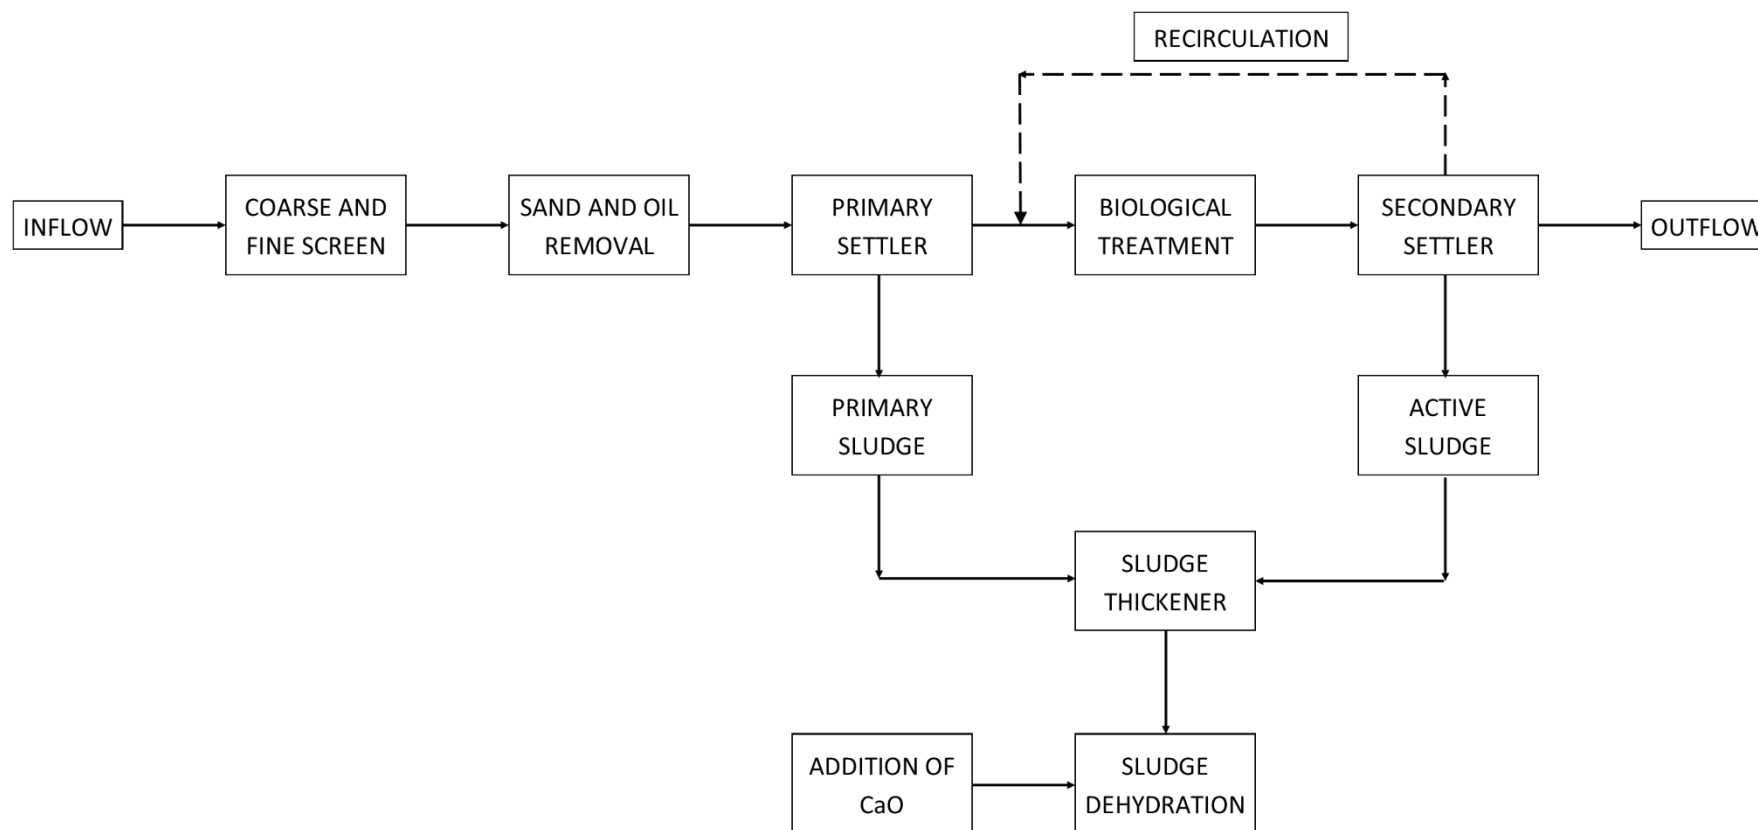 RECIRCULATION
INFLOW
COARSE AND
FINE SCREEN
SAND AND OIL
REMOVAL
PRIMARY
SETTLER
BIOLOGICAL
TREATMENT
SECONDARY
SETTLER
OUTFLOW
PRIMARY
SLUDGE
ACTIVE
SLUDGE
SLUDGE
THICKENER
ADDITION OF
CaO
SLUDGE
DEHYDRATION